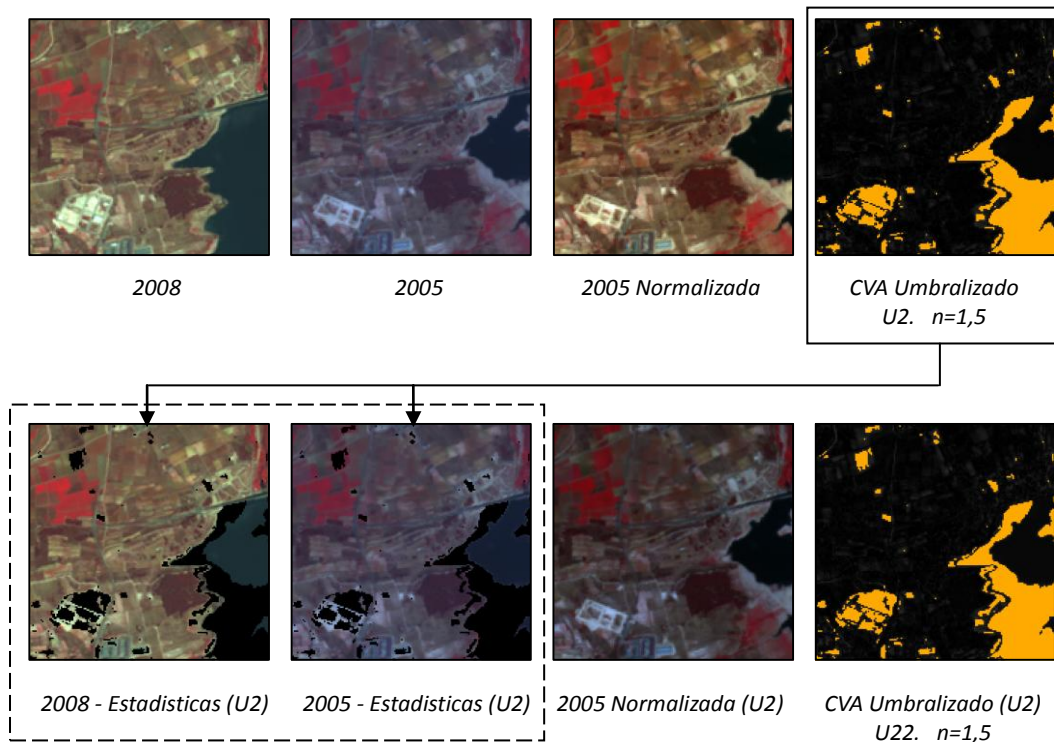 2008
2005
2005 Normalizada
CVA Umbralizado
U2. n=1,5
2008 - Estadisticas (U2)
2005 - Estadisticas (U2)
2005 Normalizada (U2)
CVA Umbralizado (U2)
U22. n=1,5